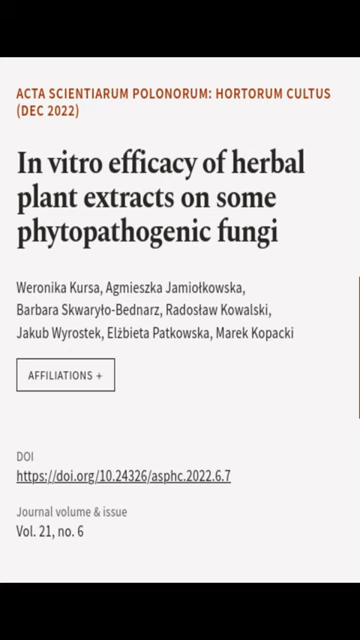 ACTA SCIENTIARUM POLONORUM: HORTORUM CULTUS
(DEC 2022)
In vitro efficacy of herbal
plant extracts on some
phytopathogenic fungi
Weronika Kursa, Agmieszka Jamiołkowska,
Barbara Skwaryło-Bednarz, Radosław Kowalski,
Jakub Wyrostek, Elżbieta Patkowska, Marek Kopacki
AFFILIATIONS +
DOI
https://doi.org/10.24326/asphc.2022.6.7
Journal volume & issue
Vol. 21, no. 6